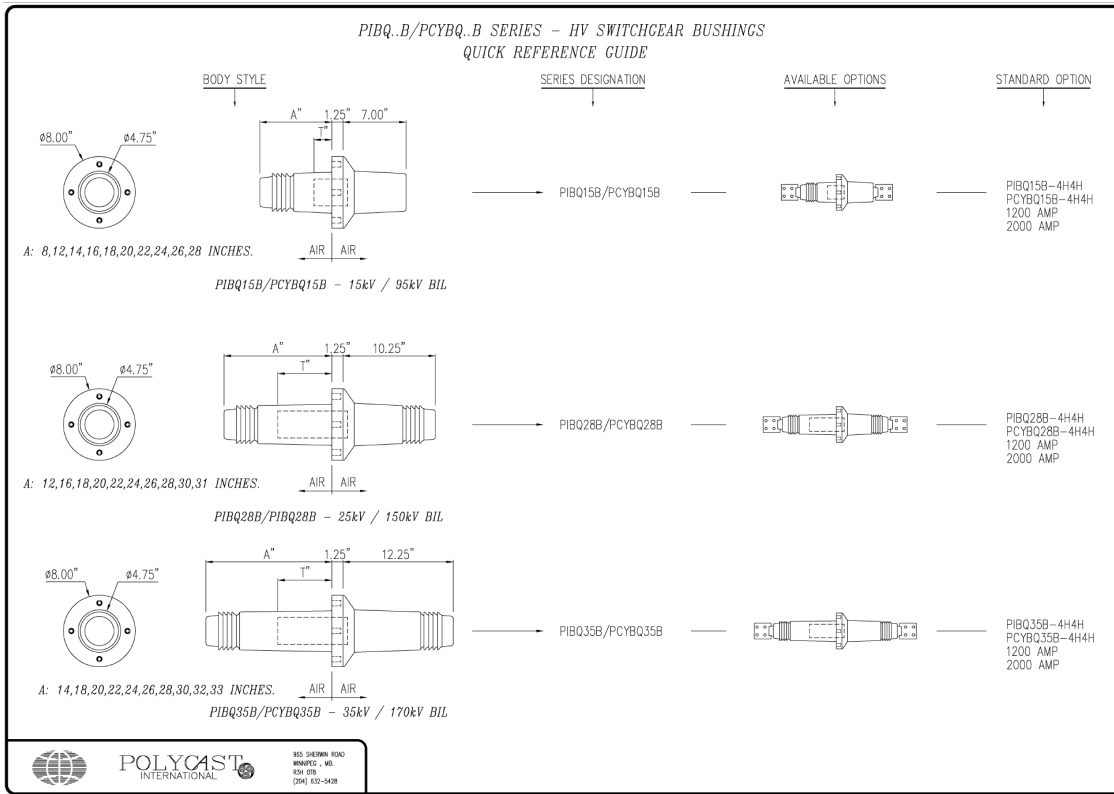 PIBQ..B/PCYBQ..B SERIES - HV SWITCHGEAR BUSHINGS
QUICK REFERENCE GUIDE
BODY STYLE
SERIES DESIGNATION
AVAILABLE OPTIONS
STANDARD OPTION
A" 1.25" 7.00"
T"
ø8.00" ø4.75"
PIBQ15B/PCYBQ15B
PIBQ15B-4H4H
PCYBQ15B-4H4H
1200 AMP
2000 AMP
A: 8,12,14,16,18,20,22,24,26,28 INCHES.
AIR AIR
PIBQ15B/PCYBQ15B - 15kV / 95kV BIL
A" 1.25" 10.25"
T"
ø8.00" ø4.75"
PIBQ28B/PCYBQ28B
PIBQ28B-4H4H
PCYBQ28B-4H4H
1200 AMP
2000 AMP
A: 12,16,18,20,22,24,26,28,30,31 INCHES.
AIR AIR
PIBQ28B/PIBQ28B - 25kV / 150kV BIL
A" 1.25" 12.25"
T"
ø8.00" ø4.75"
PIBQ35B/PCYBQ35B
PIBQ35B-4H4H
PCYBQ35B-4H4H
1200 AMP
2000 AMP
A: 14,18,20,22,24,26,28,30,32,33 INCHES.
AIR AIR
PIBQ35B/PCYBQ35B - 35kV / 170kV BIL
POLYCAST
INTERNATIONAL
965 SHERWIN ROAD
WINNIPEG , MB.
R3H 0T8
(204) 632-5428